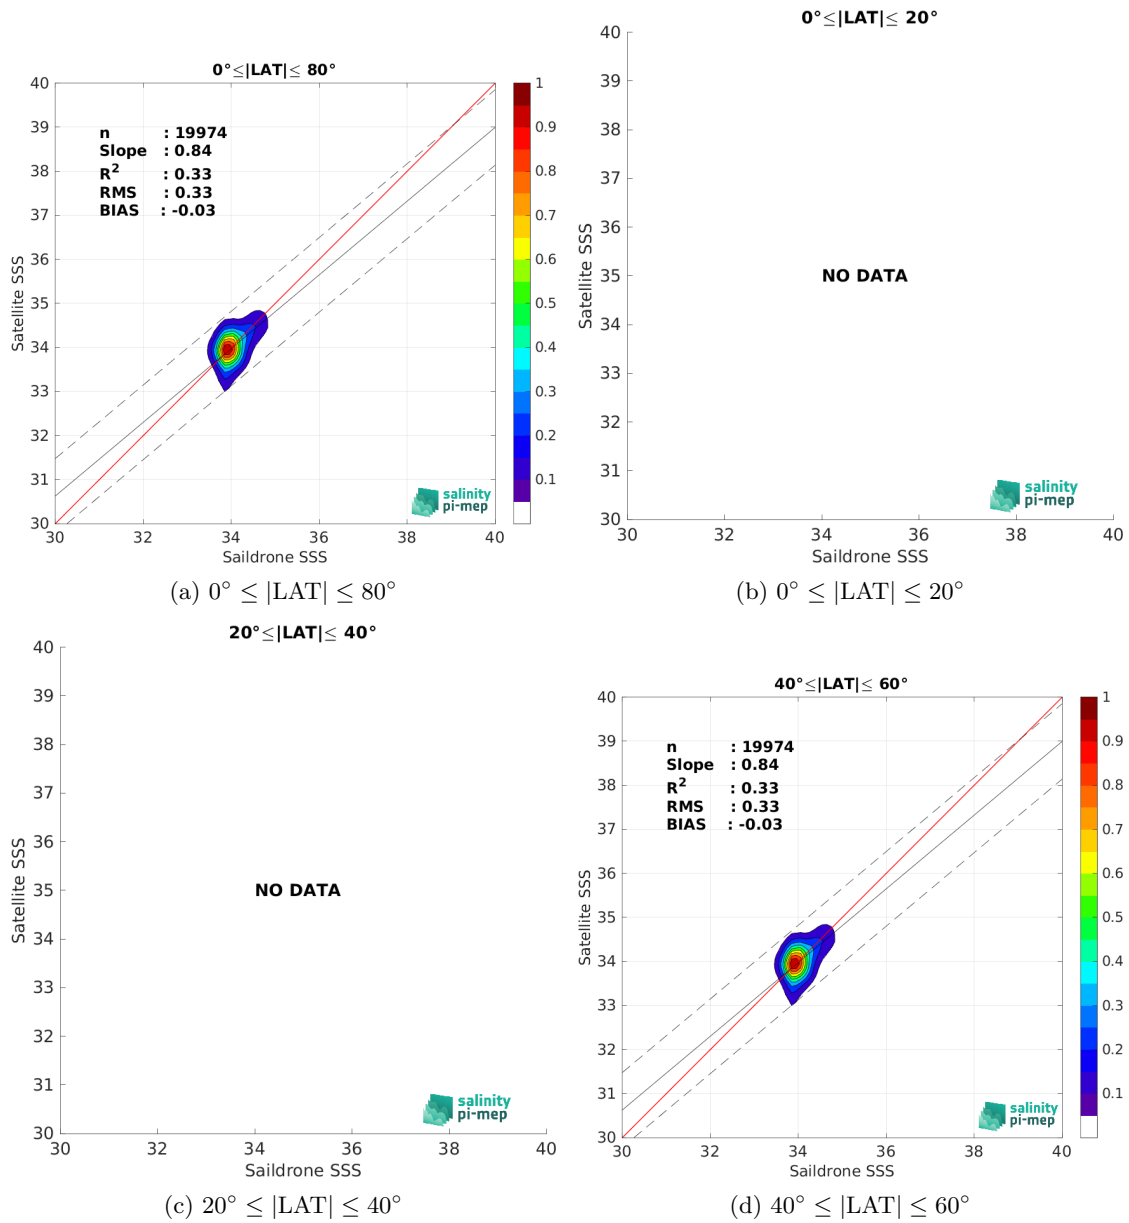 0°≤|LAT|≤ 80°
40
39
38
37
36
35
34
33
32
31
30
Satellite SSS
n : 19974
Slope : 0.84
R² : 0.33
RMS : 0.33
BIAS : -0.03
salinity
pi-mep
30 32 34 36 38 40
Saildrone SSS
1
0.9
0.8
0.7
0.6
0.5
0.4
0.3
0.2
0.1
(a) 0° ≤ |LAT| ≤ 80°
0°≤|LAT|≤ 20°
40
39
38
37
36
35
34
33
32
31
30
Satellite SSS
NO DATA
salinity
pi-mep
30 32 34 36 38 40
Saildrone SSS
(b) 0° ≤ |LAT| ≤ 20°
20°≤|LAT|≤ 40°
40
39
38
37
36
35
34
33
32
31
30
Satellite SSS
NO DATA
salinity
pi-mep
30 32 34 36 38 40
Saildrone SSS
(c) 20° ≤ |LAT| ≤ 40°
40°≤|LAT|≤ 60°
40
39
38
37
36
35
34
33
32
31
30
Satellite SSS
n : 19974
Slope : 0.84
R² : 0.33
RMS : 0.33
BIAS : -0.03
salinity
pi-mep
30 32 34 36 38 40
Saildrone SSS
1
0.9
0.8
0.7
0.6
0.5
0.4
0.3
0.2
0.1
(d) 40° ≤ |LAT| ≤ 60°